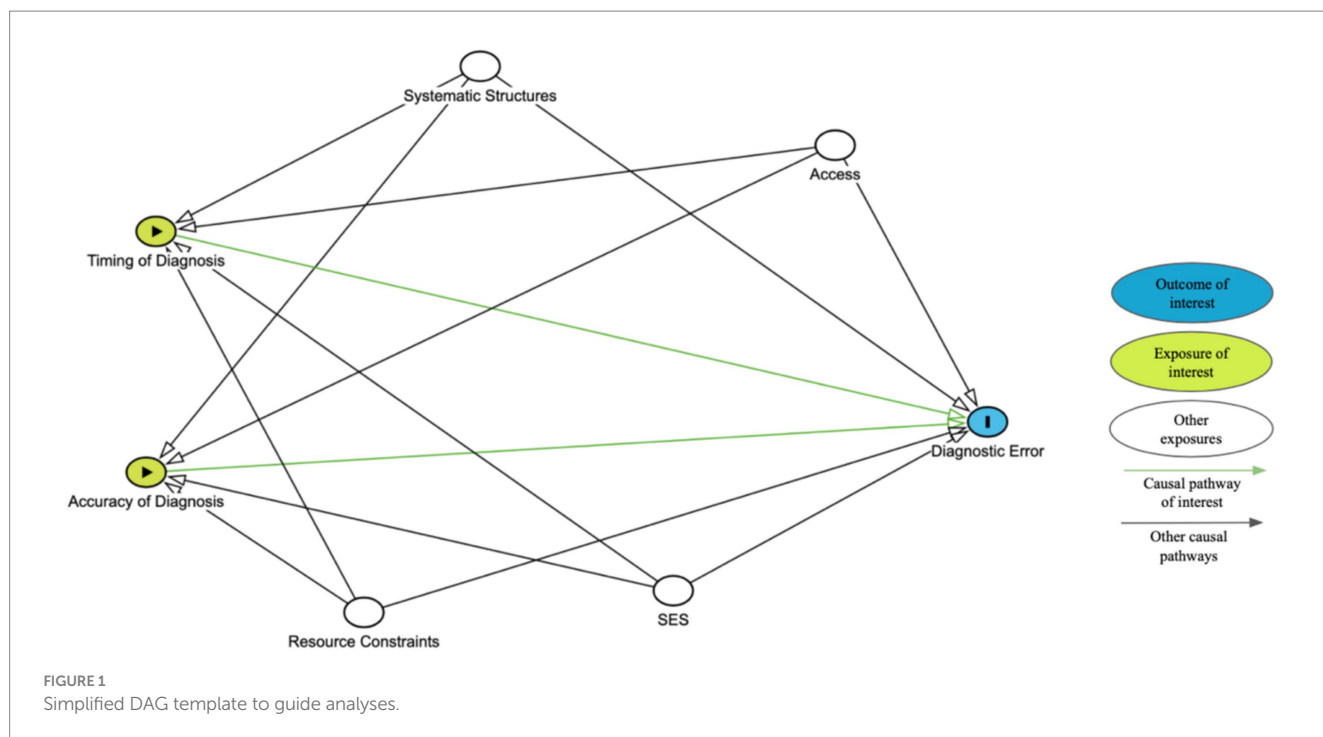 Systematic Structures
Access
Timing of Diagnosis
Diagnostic Error
Accuracy of Diagnosis
SES
Resource Constraints
Outcome of
interest
Exposure of
interest
Other
exposures
Causal pathway
of interest
Other causal
pathways
FIGURE 1
Simplified DAG template to guide analyses.